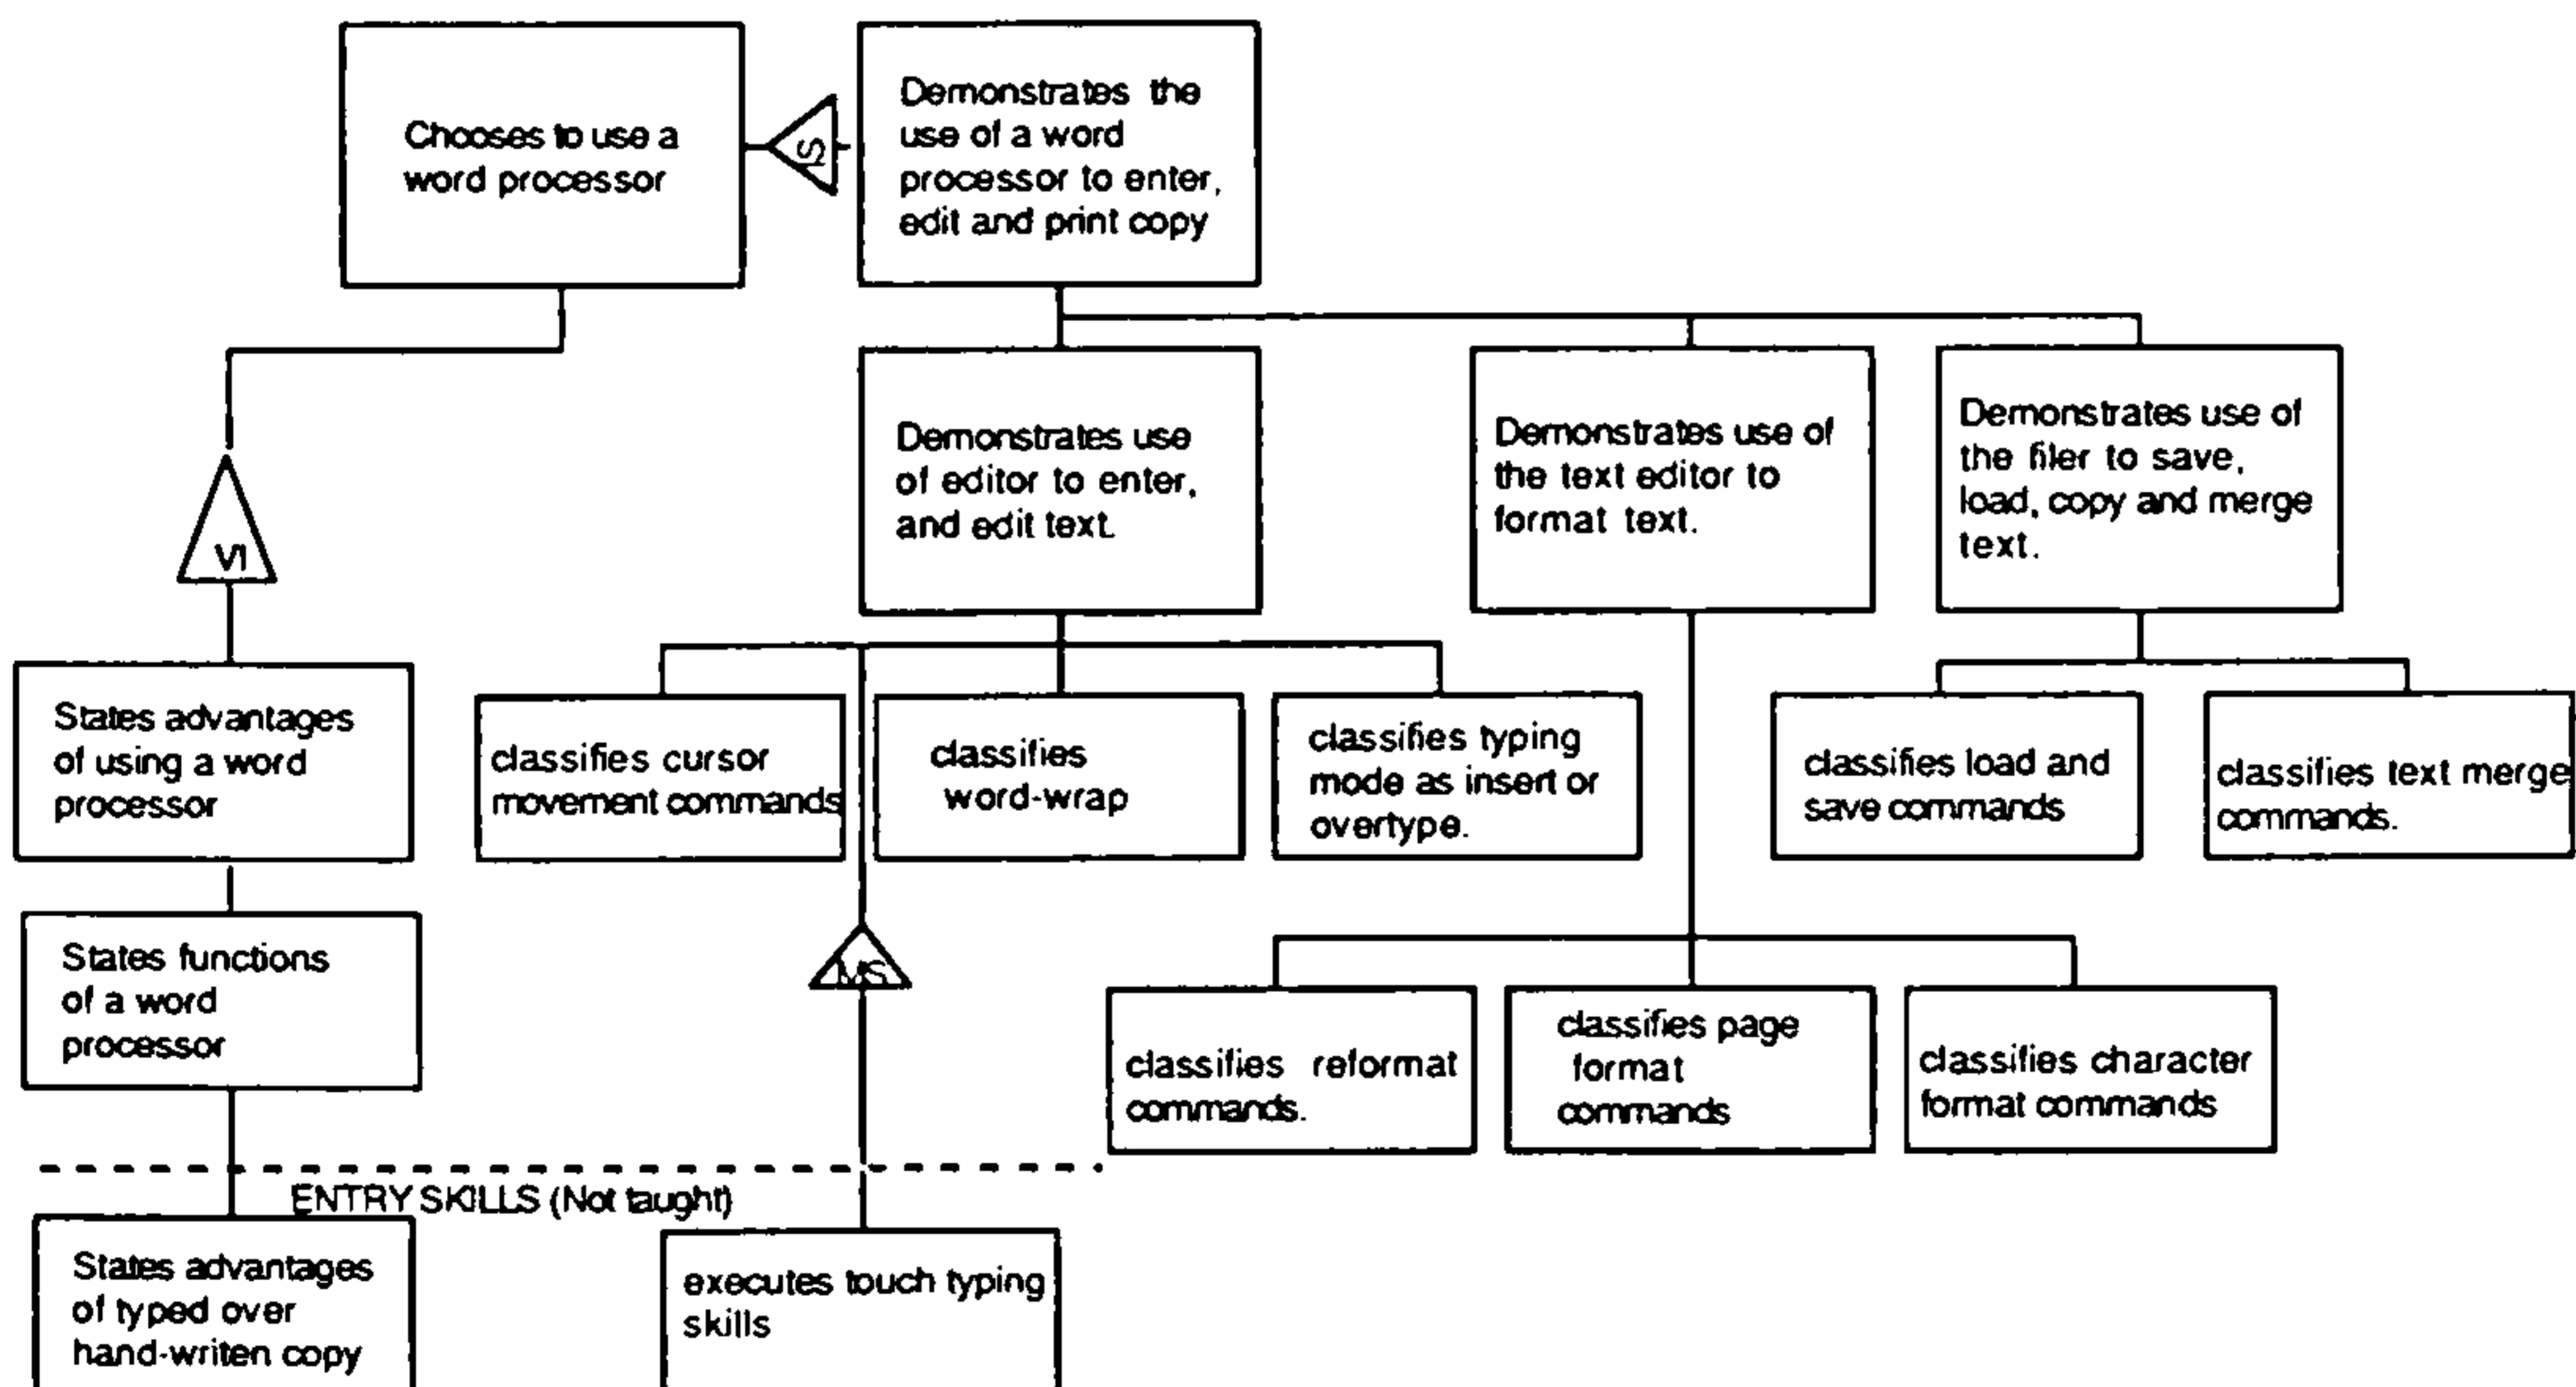 Chooses to use a
word processor
IS
Demonstrates the
use of a word
processor to enter,
edit and print copy
Demonstrates use
of editor to enter,
and edit text.
Demonstrates use of
the text editor to
format text.
Demonstrates use of
the filer to save,
load, copy and merge
text.
VI
States advantages
of using a word
processor
classifies cursor
movement commands
classifies
word-wrap
classifies typing
mode as insert or
overtype.
classifies load and
save commands
classifies text merge
commands.
States functions
of a word
processor
MS
classifies reformat
commands.
classifies page
format
commands
classifies character
format commands
ENTRY SKILLS (Not taught)
States advantages
of typed over
hand-writen copy
executes touch typing
skills